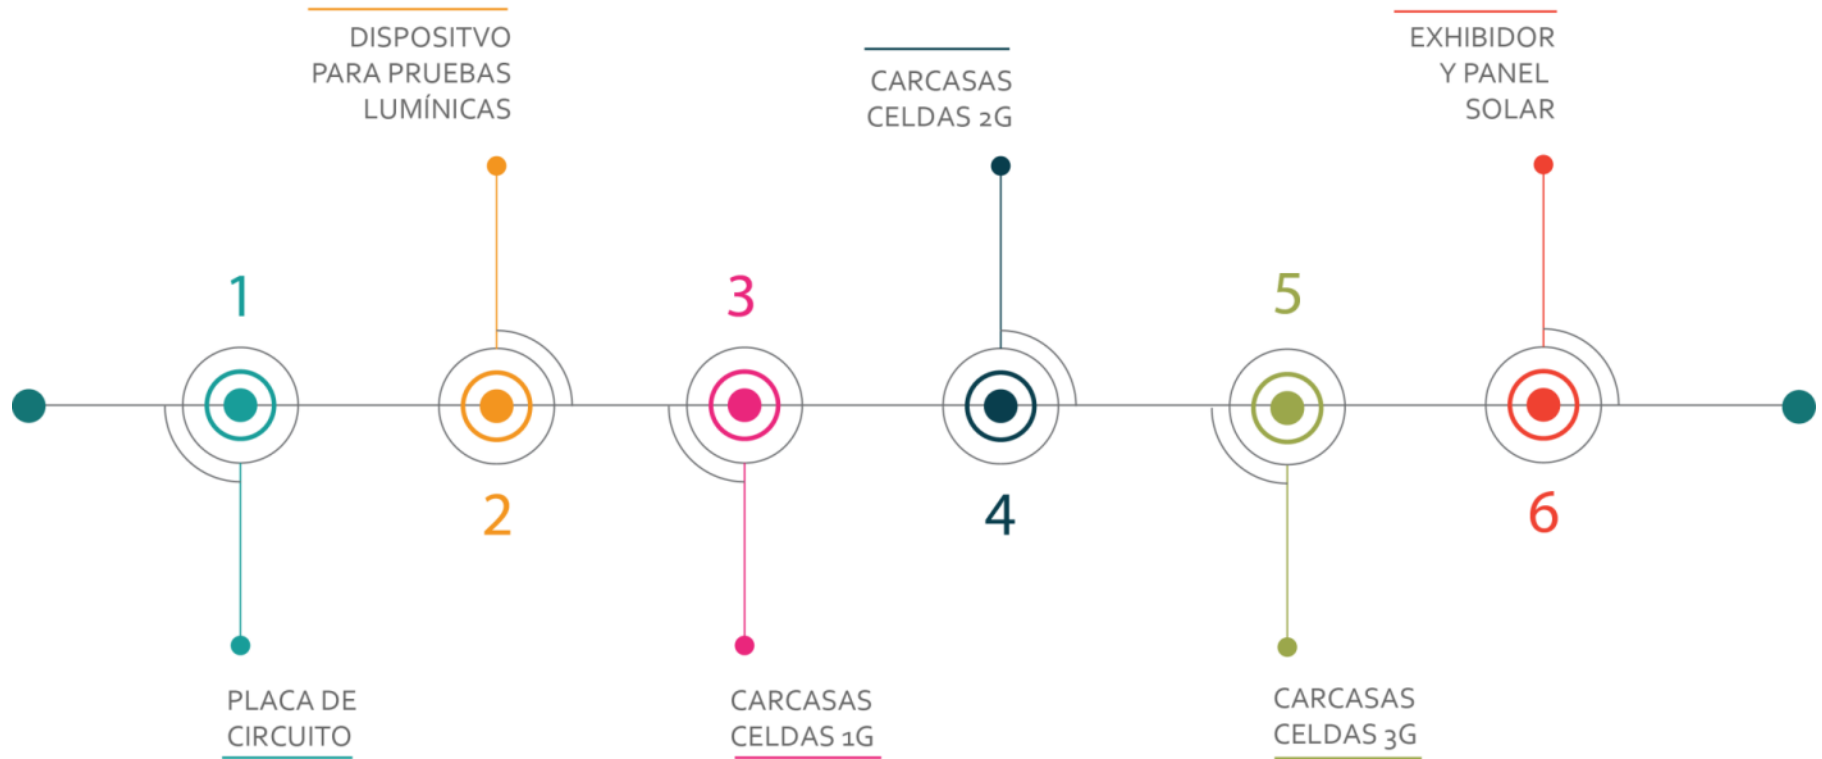 1
PLACA DE
CIRCUITO
DISPOSITVO
PARA PRUEBAS
LUMÍNICAS
2
3
CARCASAS
CELDAS 1G
CARCASAS
CELDAS 2G
4
5
CARCASAS
CELDAS 3G
EXHIBIDOR
Y PANEL
SOLAR
6